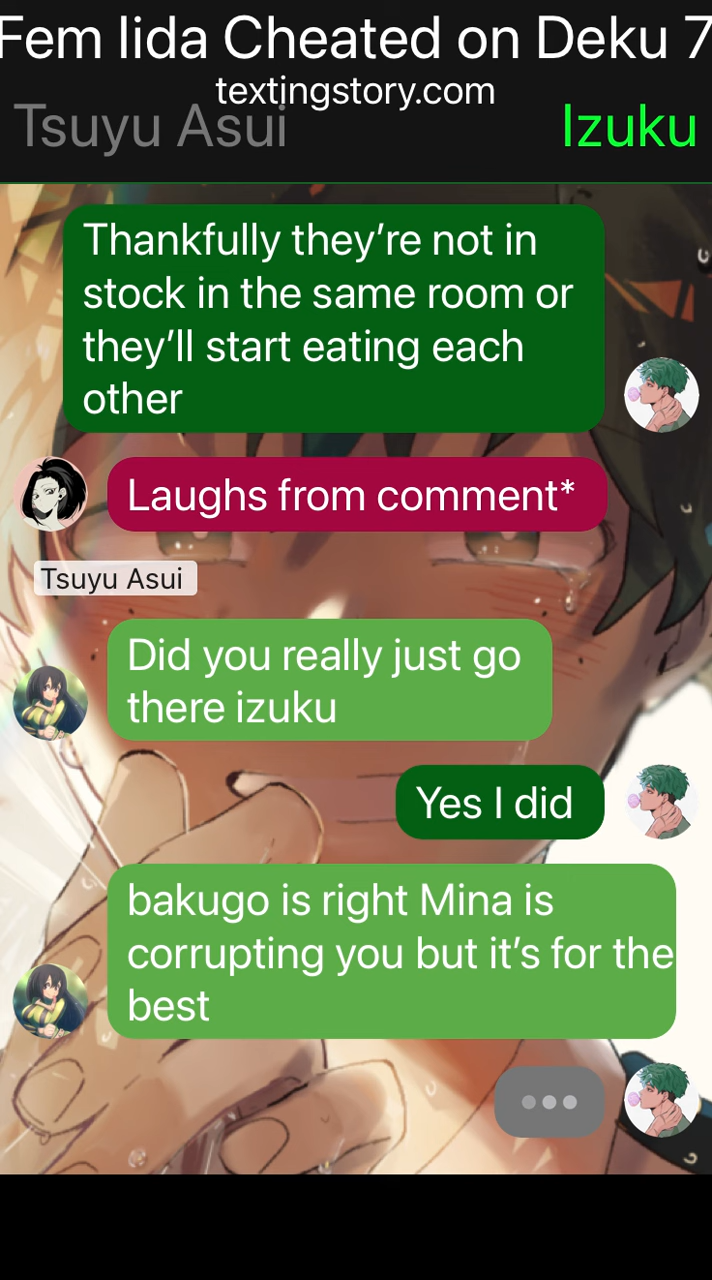 Fem Iida Cheated on Deku 7
textingstory.com
Tsuyu Asui
Izuku
Thankfully they’re not in
stock in the same room or
they’ll start eating each
other
Laughs from comment*
Tsuyu Asui
Did you really just go
there izuku
Yes I did
bakugo is right Mina is
corrupting you but it’s for the
best